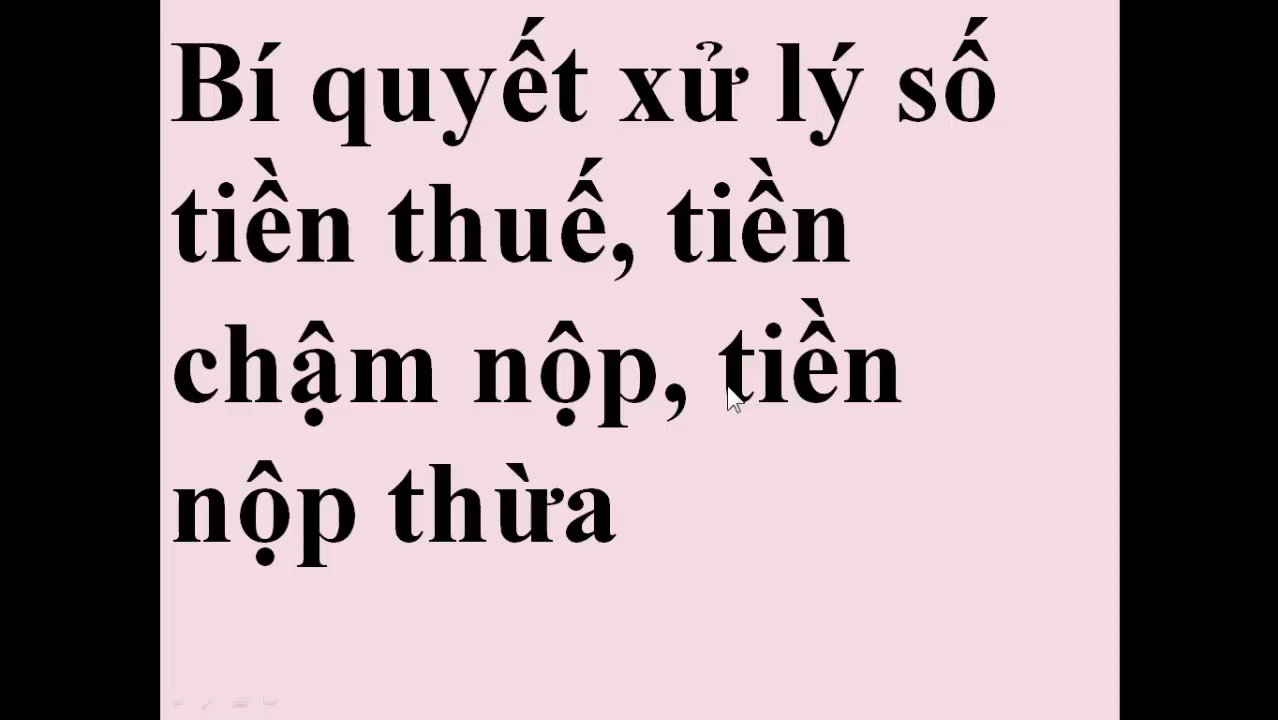 Bí quyết xử lý số
tiền thuế, tiền
chậm nộp, tiền
nộp thừa